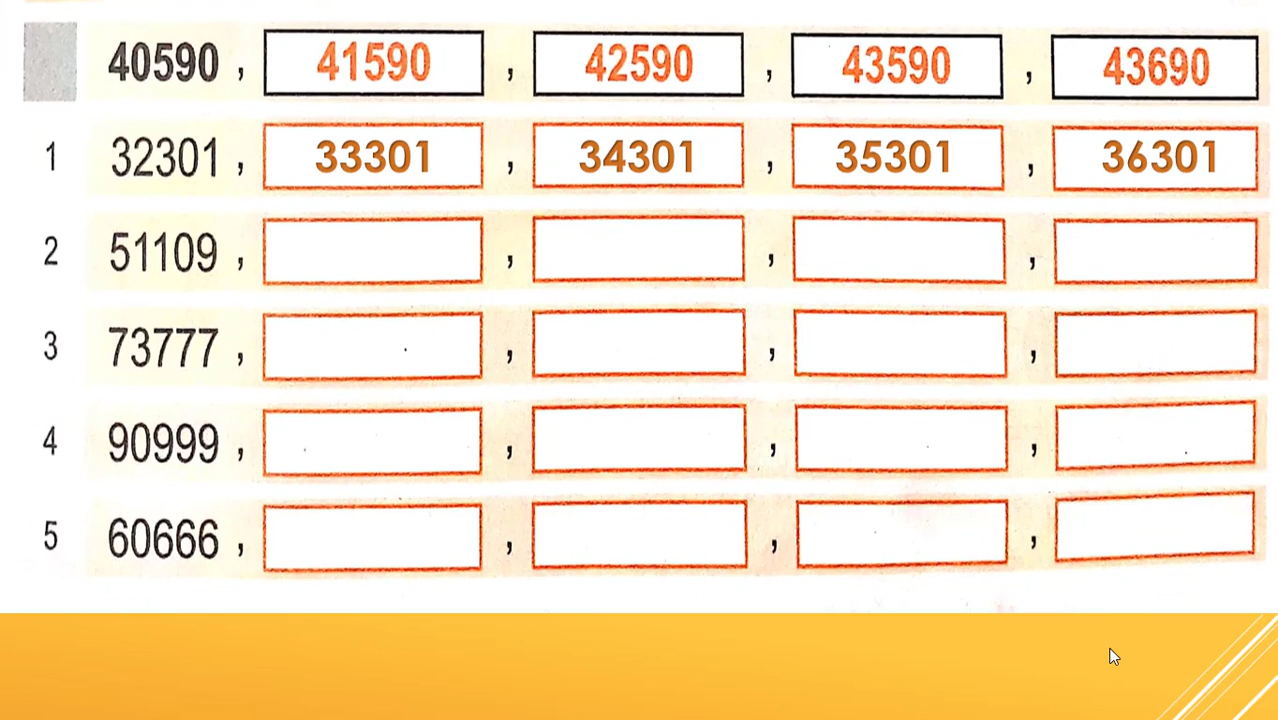 40590 , 41590 , 42590 , 43590 , 43690
1 32301 , 33301 , 34301 , 35301 , 36301
2 51109 , , , ,
3 73777 , , , ,
4 90999 , , , ,
5 60666 , , , ,